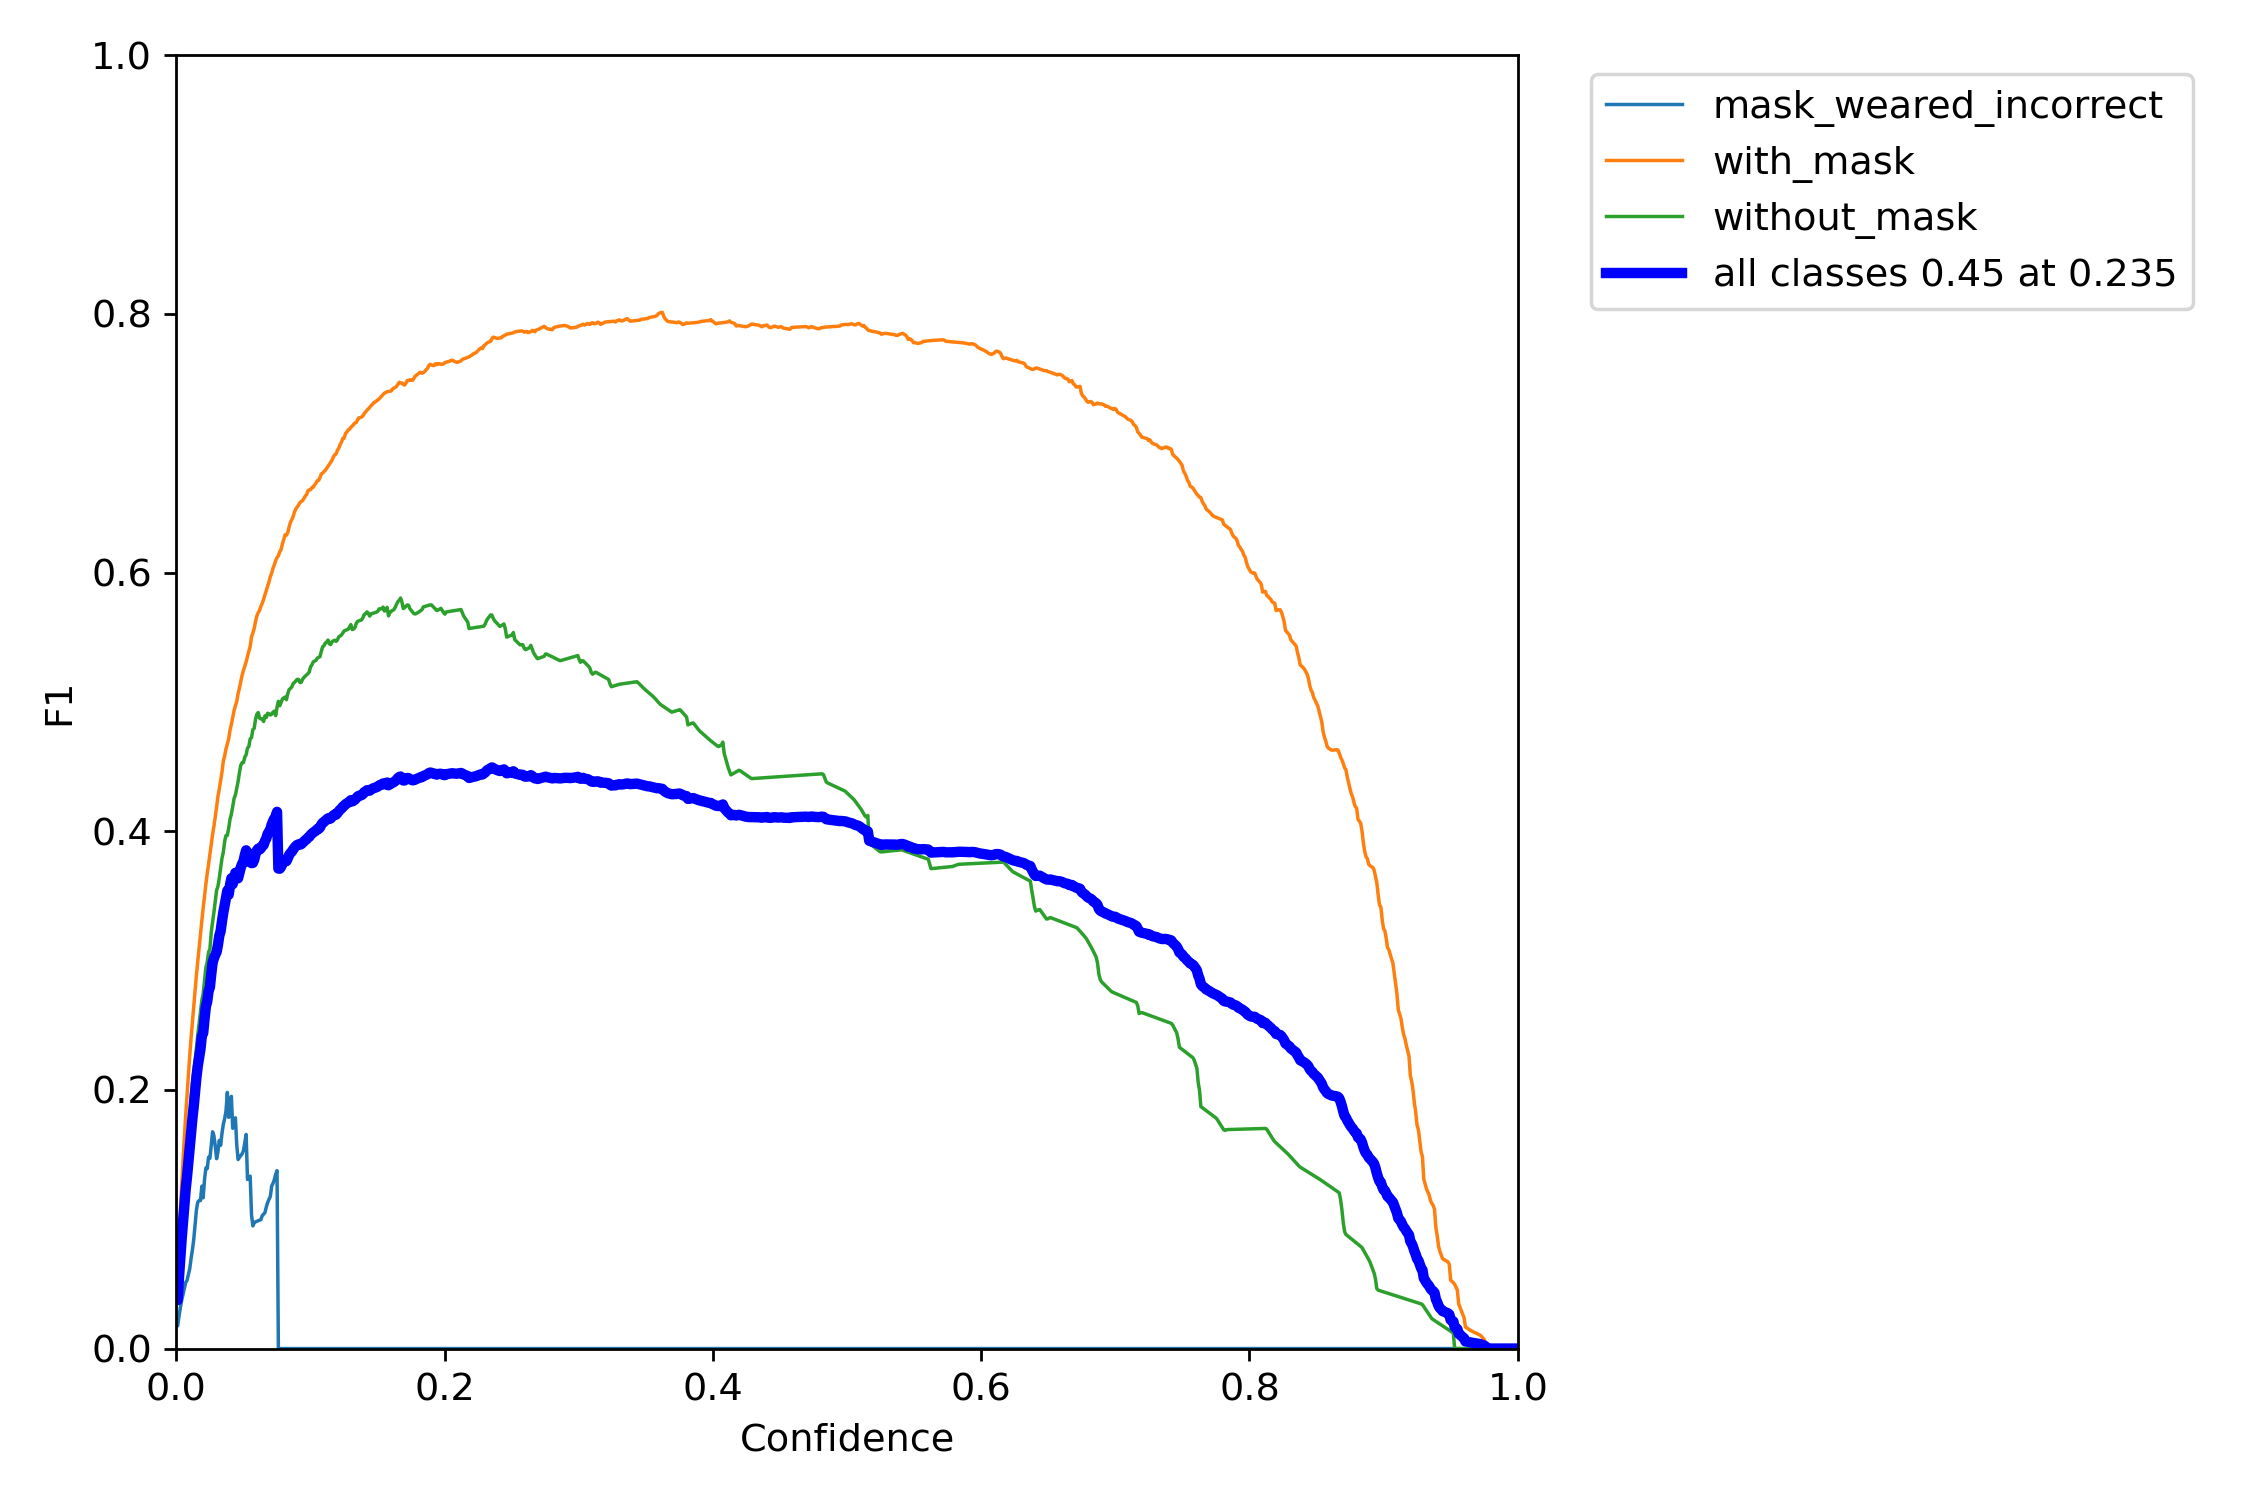 1.0
0.8
0.6
0.4
0.2
0.0
F1
0.0 0.2 0.4 0.6 0.8 1.0
Confidence
mask_weared_incorrect
with_mask
without_mask
all classes 0.45 at 0.235